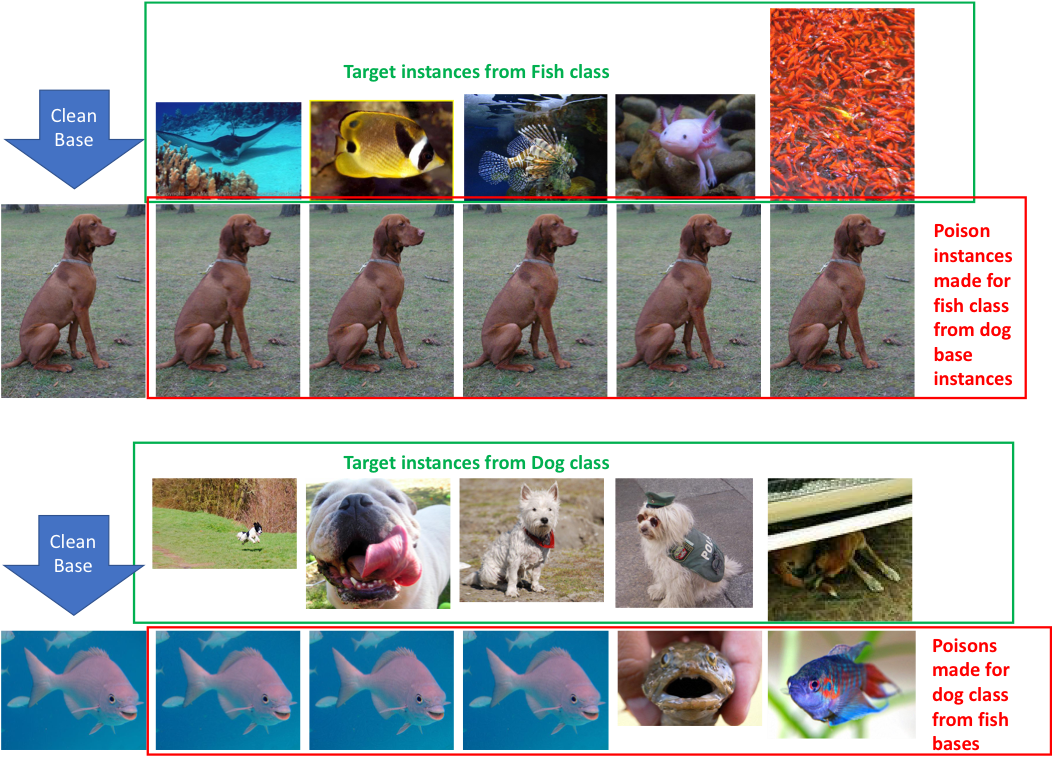 Target instances from Fish class
Clean
Base
Poison
instances
made for
fish class
from dog
base
instances
Target instances from Dog class
Clean
Base
POLI
Poisons
made for
dog class
from fish
bases